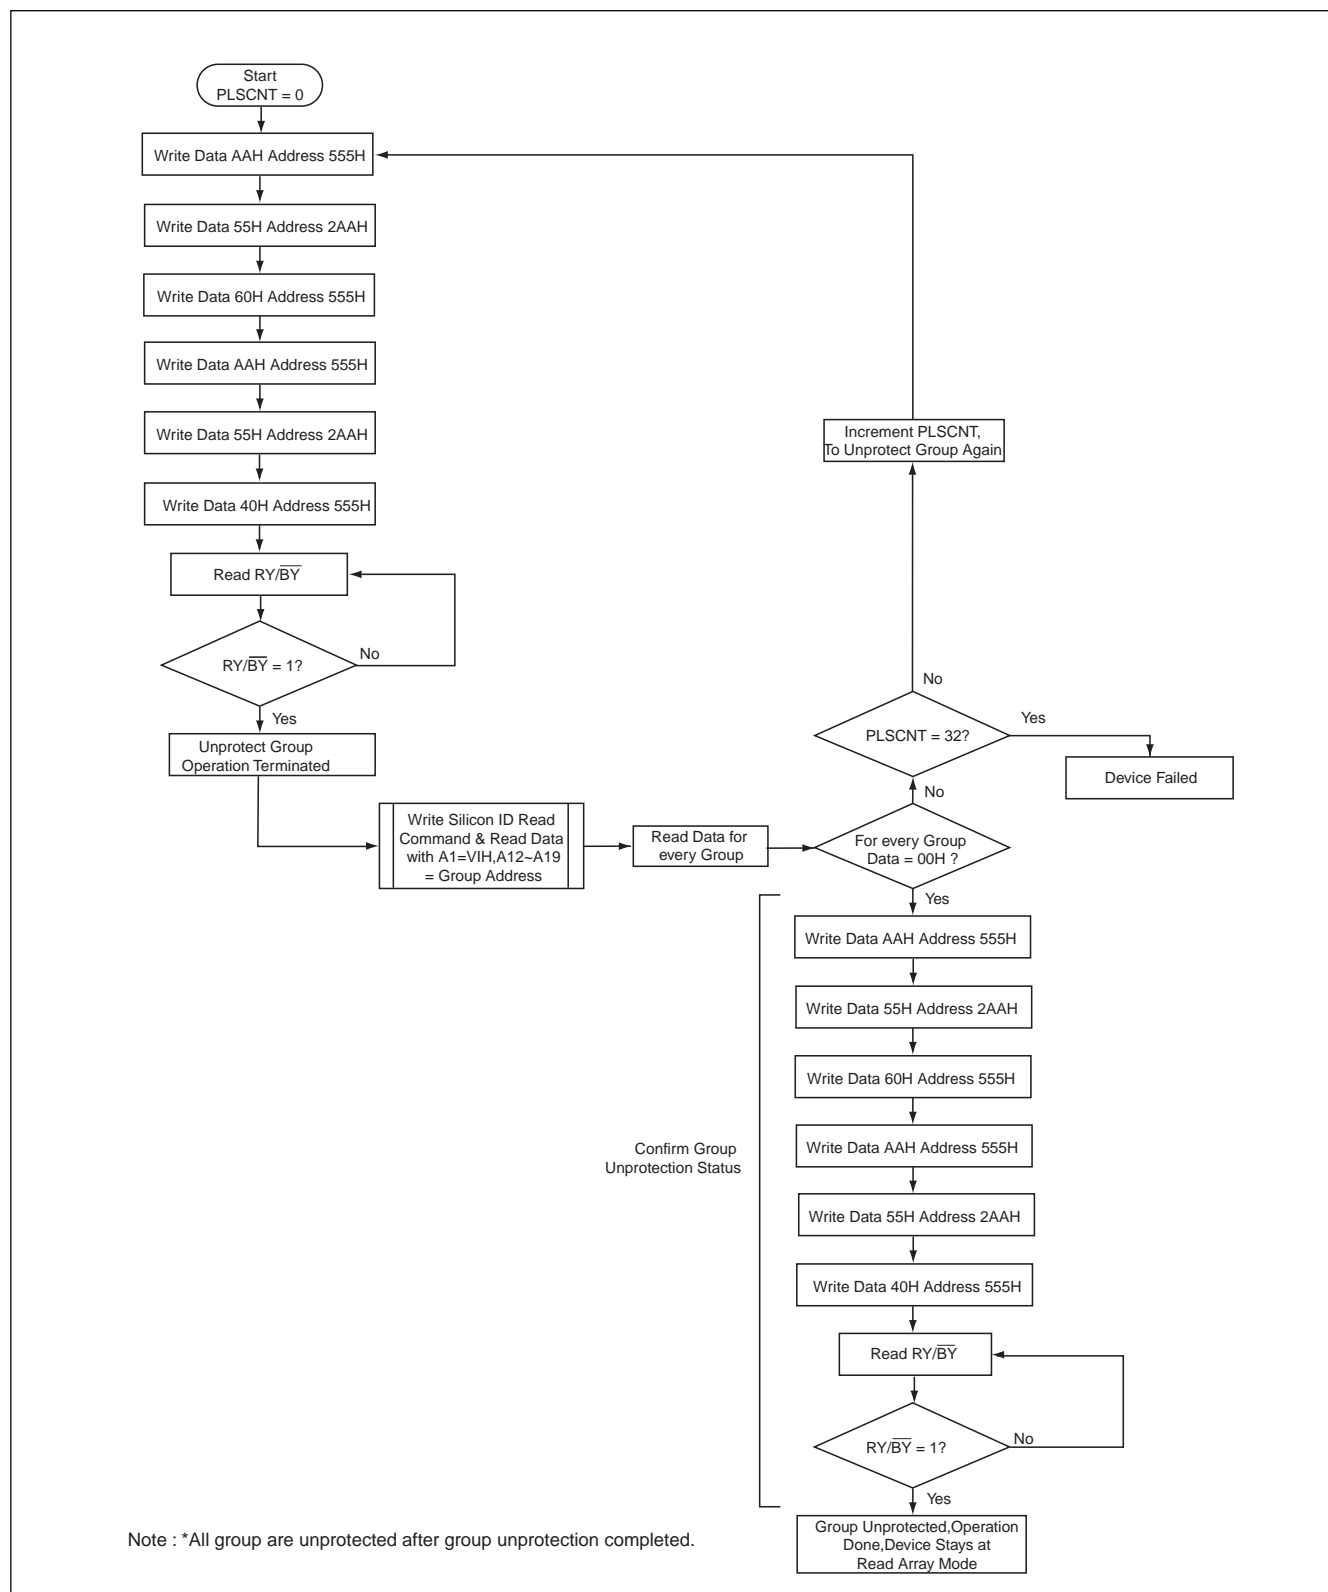 Start
PLSCNT = 0
Write Data AAH Address 555H
Write Data 55H Address 2AAH
Write Data 60H Address 555H
Write Data AAH Address 555H
Write Data 55H Address 2AAH
Write Data 40H Address 555H
Read RY/B̅Y̅
RY/B̅Y̅ = 1?
No
Yes
Unprotect Group
Operation Terminated
Write Silicon ID Read
Command & Read Data
with A1=VIH,A12~A19
= Group Address
Read Data for
every Group
For every Group
Data = 00H ?
No
PLSCNT = 32?
Yes
Device Failed
No
Increment PLSCNT,
To Unprotect Group Again
Yes
Confirm Group
Unprotection Status
Write Data AAH Address 555H
Write Data 55H Address 2AAH
Write Data 60H Address 555H
Write Data AAH Address 555H
Write Data 55H Address 2AAH
Write Data 40H Address 555H
Read RY/B̅Y̅
RY/B̅Y̅ = 1?
No
Yes
Group Unprotected,Operation
Done,Device Stays at
Read Array Mode
Note : *All group are unprotected after group unprotection completed.